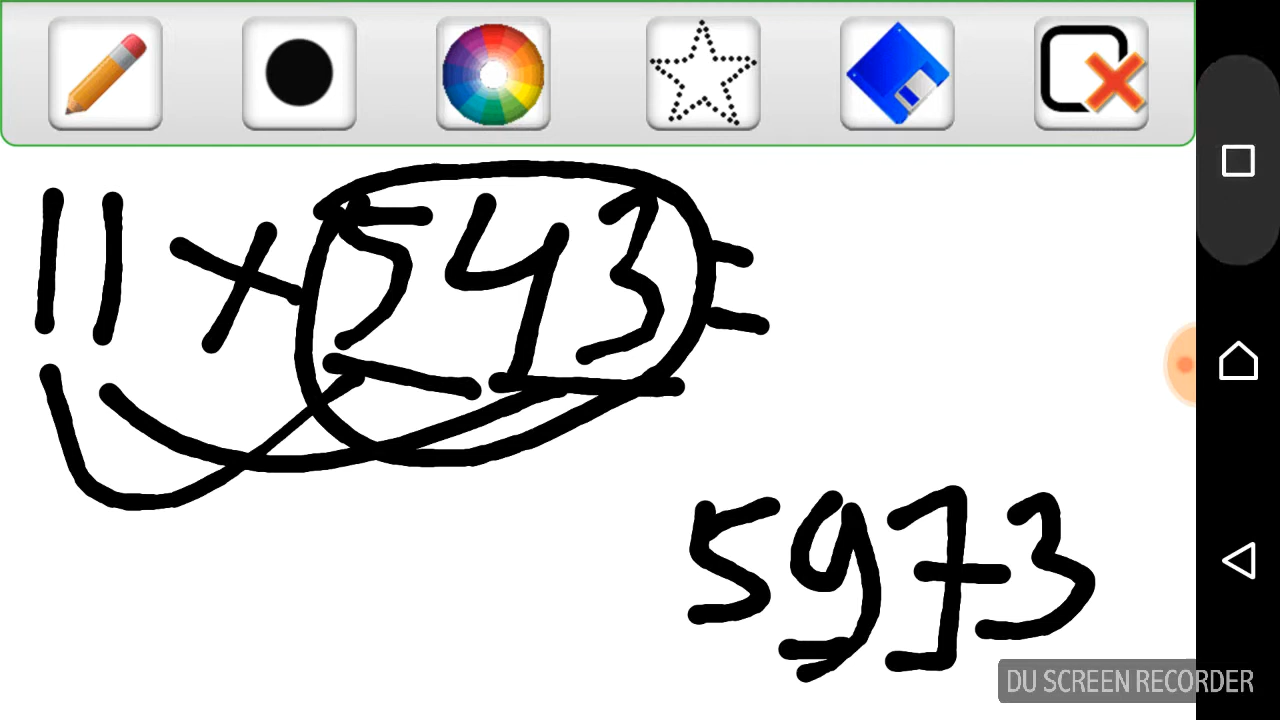 11 × 543 =
5973
DU SCREEN RECORDER